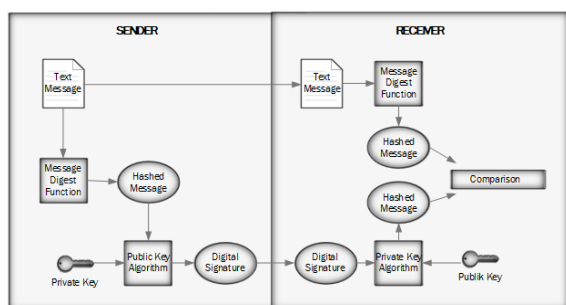 SENDER
RECEIVER
Text
Message
Text
Message
Message
Digest
Function
Hashed
Message
Message
Digest
Function
Hashed
Message
Comparison
Hashed
Message
Private Key
Public Key
Algorithm
Digital
Signature
Digital
Signature
Private Key
Algorithm
Publik Key